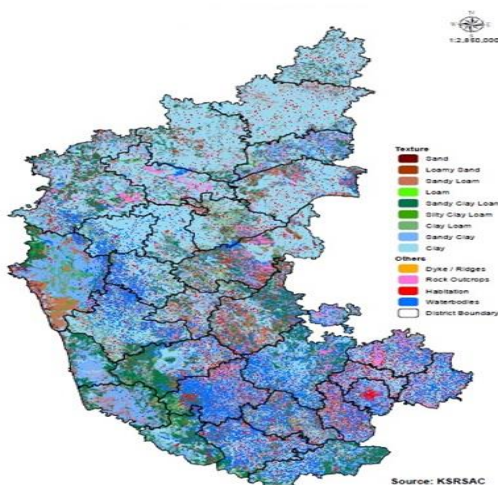 N
W
E
S
1:2,860,000
Texture
Sand
Loamy Sand
Sandy Loam
Loam
Sandy Clay Loam
Silty Clay Loam
Clay Loam
Sandy Clay
Clay
Others
Dyke / Ridges
Rock Outcrops
Habitation
Waterbodies
District Boundary
Source: KSRSAC